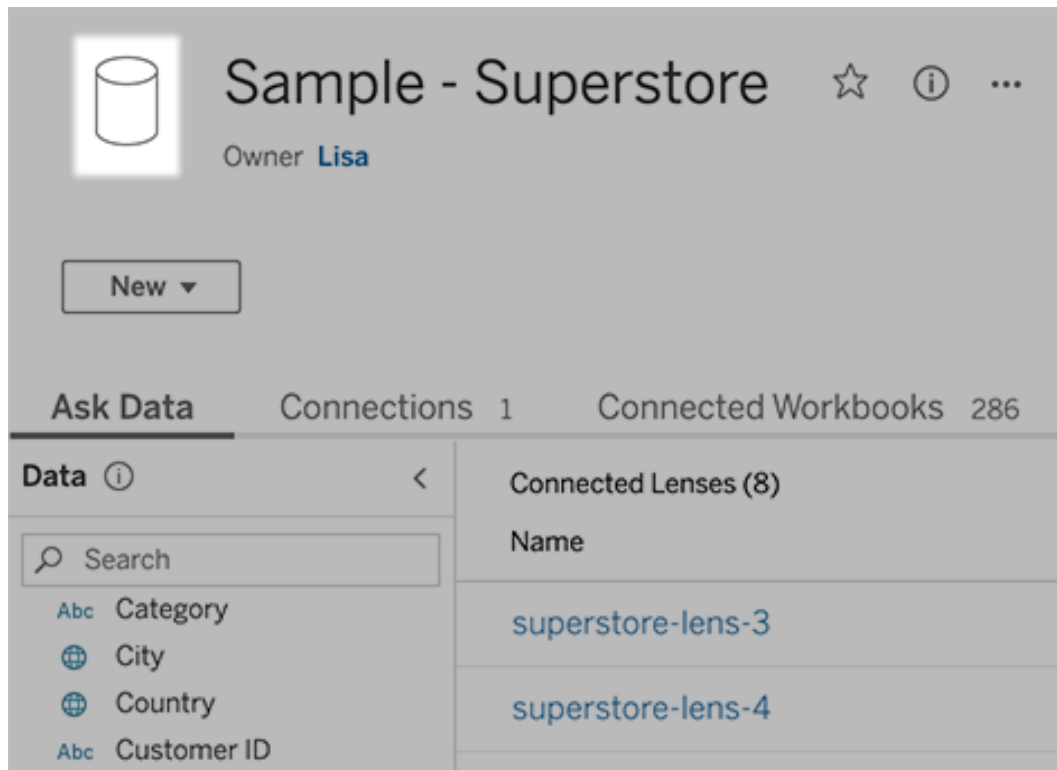 Sample - Superstore
Owner Lisa
New
Ask Data Connections 1 Connected Workbooks 286
Data
Search
Abc Category
City
Country
Abc Customer ID
Connected Lenses (8)
Name
superstore-lens-3
superstore-lens-4